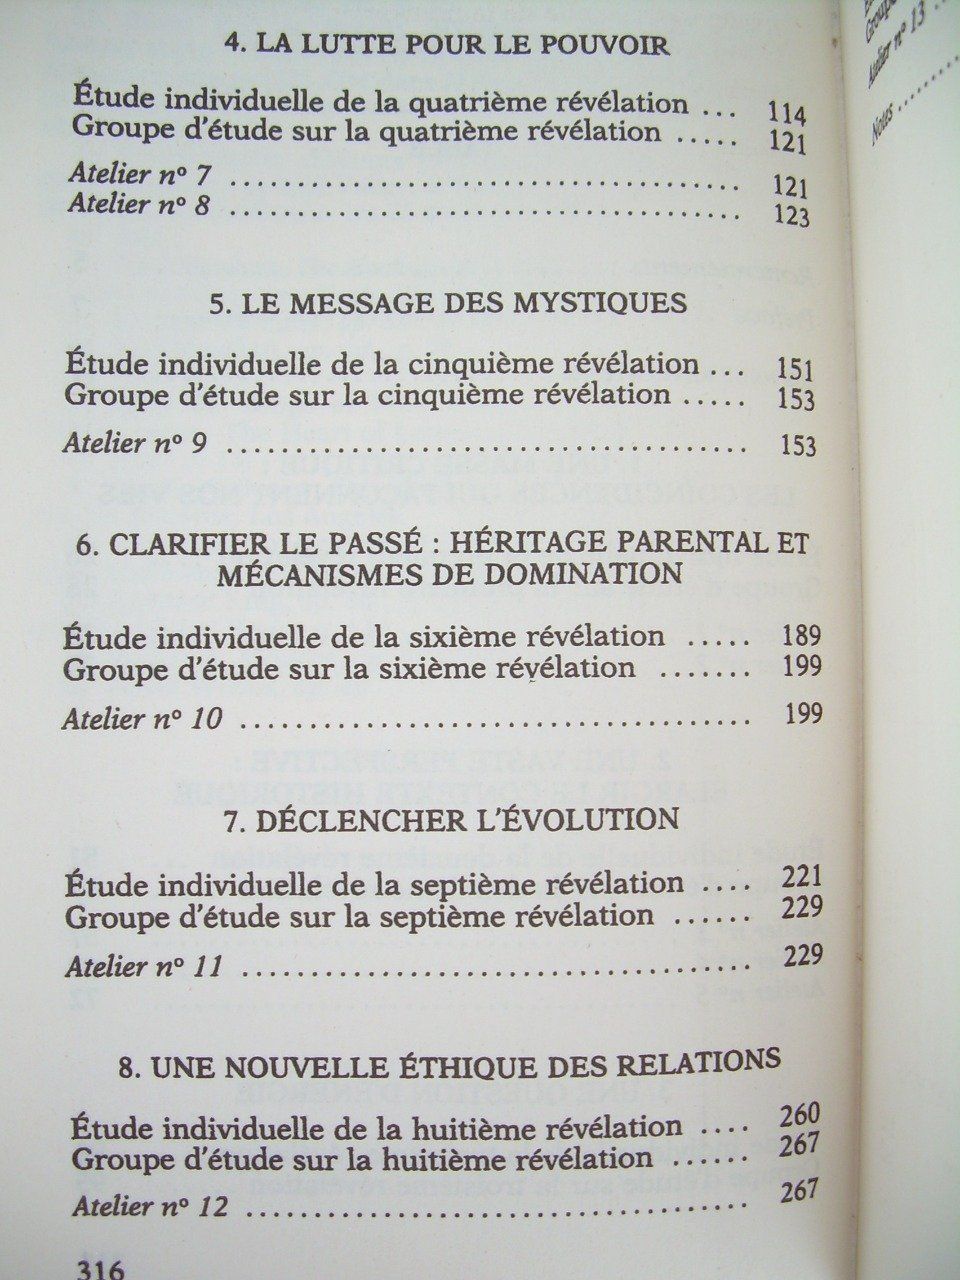 4. LA LUTTE POUR LE POUVOIR
Étude individuelle de la quatrième révélation ... 114
Groupe d'étude sur la quatrième révélation ..... 121
Atelier nº 7 ........................................ 121
Atelier nº 8 ........................................ 123
5. LE MESSAGE DES MYSTIQUES
Étude individuelle de la cinquième révélation ... 151
Groupe d'étude sur la cinquième révélation ..... 153
Atelier nº 9 ........................................ 153
6. CLARIFIER LE PASSÉ : HÉRITAGE PARENTAL ET
MÉCANISMES DE DOMINATION
Étude individuelle de la sixième révélation ..... 189
Groupe d'étude sur la sixième révélation ....... 199
Atelier nº 10 ....................................... 199
7. DÉCLENCHER L'ÉVOLUTION
Étude individuelle de la septième révélation .... 221
Groupe d'étude sur la septième révélation ...... 229
Atelier nº 11 ....................................... 229
8. UNE NOUVELLE ÉTHIQUE DES RELATIONS
Étude individuelle de la huitième révélation .... 260
Groupe d'étude sur la huitième révélation ...... 267
Atelier nº 12 ....................................... 267
316
Groupe
Atelier nº 13 ..
Notes ........